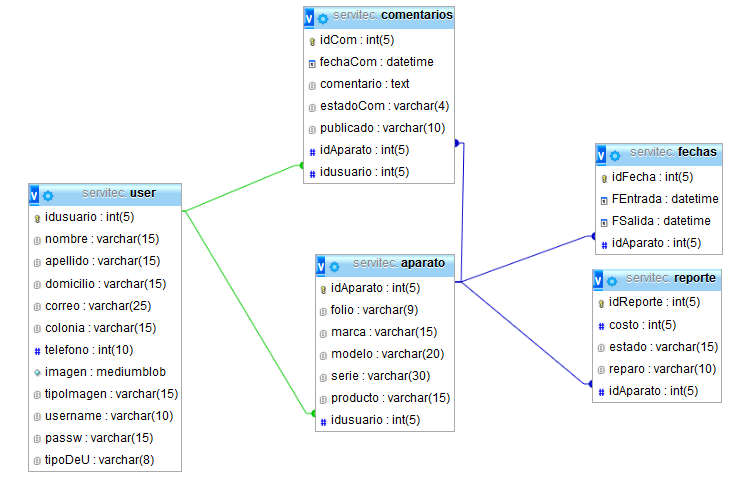 servitec comentarios
idCom : int(5)
fechaCom : datetime
comentario : text
estadoCom : varchar(4)
publicado : varchar(10)
idAparato : int(5)
idusuario : int(5)
servitec user
idusuario : int(5)
nombre : varchar(15)
apellido : varchar(15)
domicilio : varchar(15)
correo : varchar(25)
colonia : varchar(15)
telefono : int(10)
imagen : mediumblob
tipoImagen : varchar(15)
username : varchar(10)
passw : varchar(15)
tipoDeU : varchar(8)
servitec aparato
idAparato : int(5)
folio : varchar(9)
marca : varchar(15)
modelo : varchar(20)
serie : varchar(30)
producto : varchar(15)
idusuario : int(5)
servitec fechas
idFecha : int(5)
FEntrada : datetime
FSalida : datetime
idAparato : int(5)
servitec reporte
idReporte : int(5)
costo : int(5)
estado : varchar(15)
reparo : varchar(10)
idAparato : int(5)